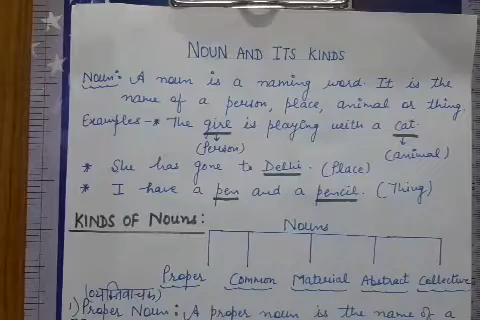 NOUN AND ITS KINDS
Noun: A noun is a naming word. It is the
name of a person, place, animal or thing.
Examples-* The girl is playing with a cat.
(Person) (animal)
* She has gone to Delhi. (Place)
* I have a pen and a pencil. (Thing)
KINDS OF NOUNS:
Nouns
Proper Common Material Abstract Collective
(व्यक्तिवाचक)
1) Proper Noun: A proper noun is the name of a